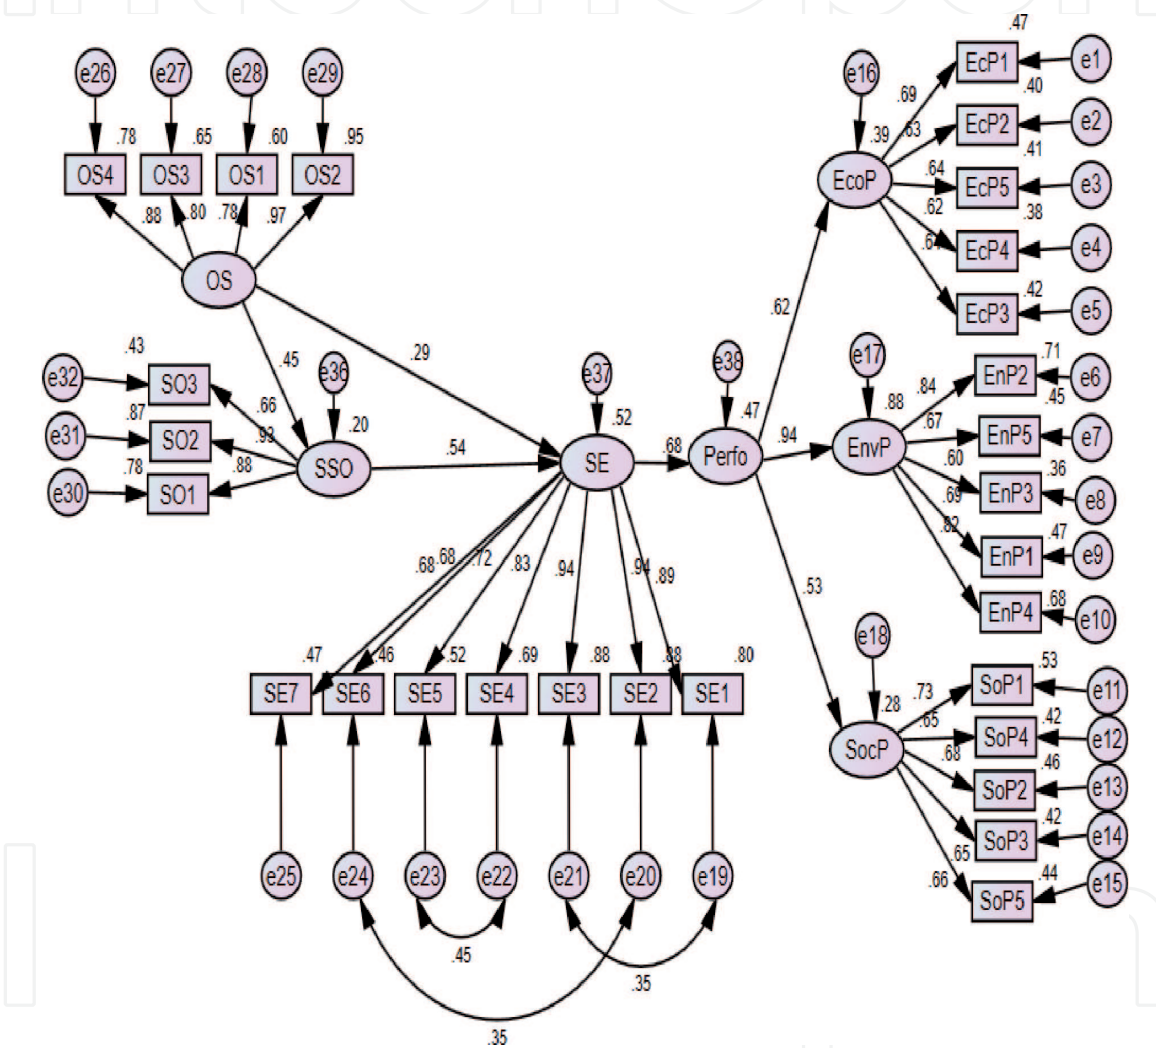 .47
e26 e27 e28 e29 e16 EcP1 e1
.69 .40
.78 .65 .60 .95 .39 .63 EcP2 e2
.41
OS4 OS3 OS1 OS2 EcoP .64 EcP5 e3
.88 .80 .78 .97 .62 .38
EcP4 e4
OS .42
.62 EcP3 e5
.43 .45 .29
e32 SO3 e36 e37 e38 e17 .71
.66 .84 EnP2 e6
.87 .20 .52 .47 .88 .45
e31 SO2 .93 .67 EnP5 e7
.78 .88 SSO .54 SE .68 Perfo .94 EnvP .60 .36
e30 SO1 .69 EnP3 e8
.82 .47
EnP1 e9
.68 .68 .72 .83 .94 .94 .89 .53 .68
EnP4 e10
e18
.47 .46 .52 .69 .88 .88 .80 .53
SE7 SE6 SE5 SE4 SE3 SE2 SE1 .28 .73 SoP1 e11
.65 .42
SocP SoP4 e12
.68 .46
SoP2 e13
.42
.65 SoP3 e14
e25 e24 e23 e22 e21 e20 e19 .66 .44
SoP5 e15
.45
.35
.35